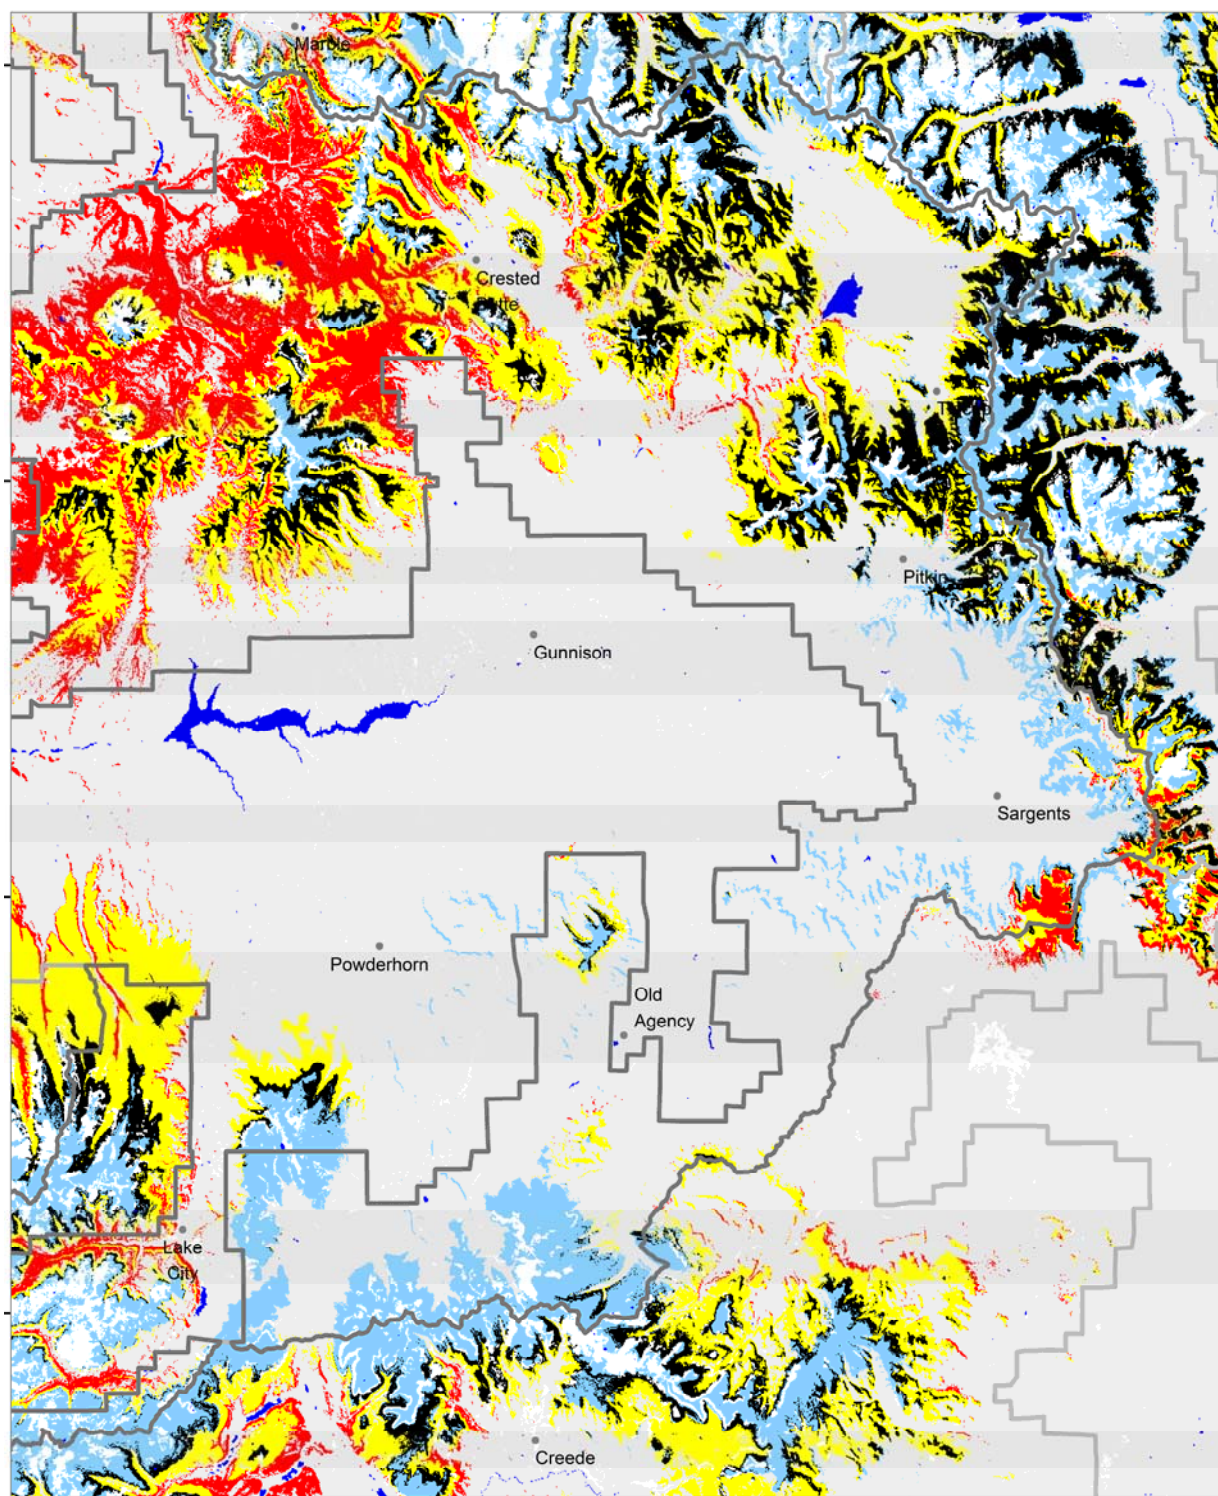 Marble
Crested
Butte
Pitkin
Gunnison
Sargents
Powderhorn
Old
Agency
Lake
City
Creede